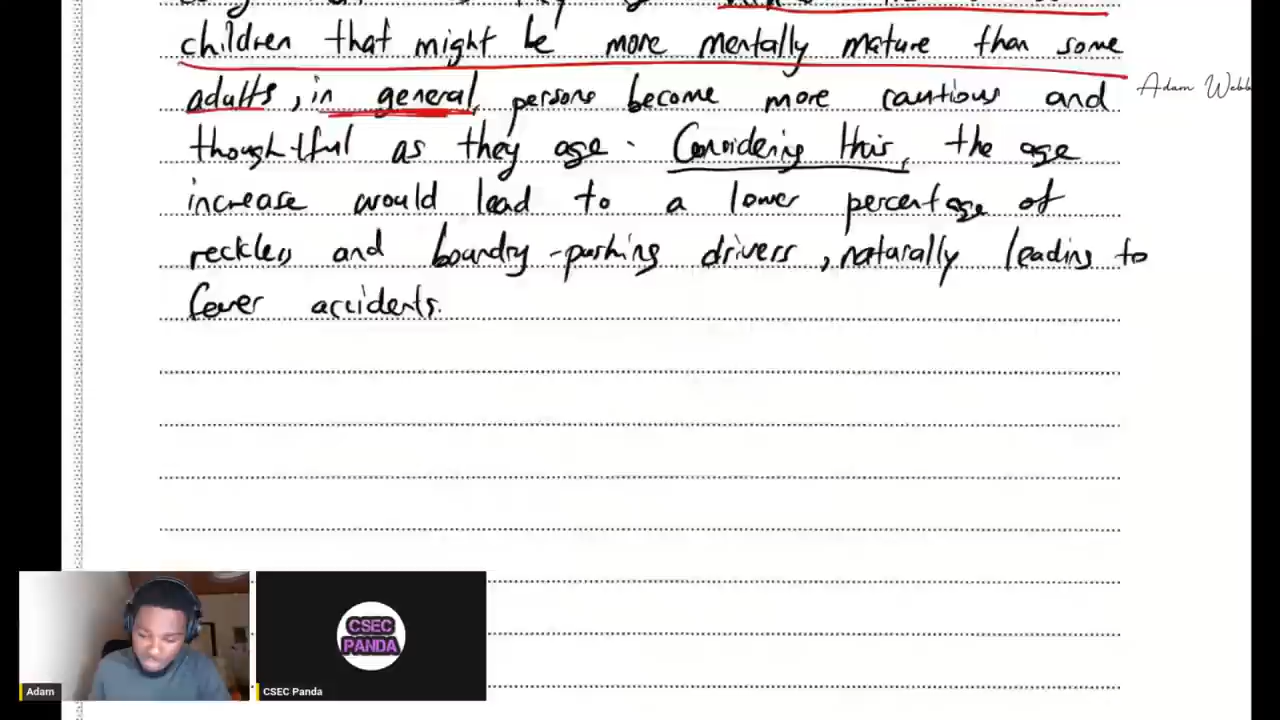 children that might be more mentally mature than some
adults, in general, persons become more cautious and
Adam Webb
thoughtful as they age. Considering this, the age
increase would lead to a lower percentage of
reckless and boundry-pushing drivers, naturally leading to
fewer accidents.
CSEC
PANDA
Adam
CSEC Panda